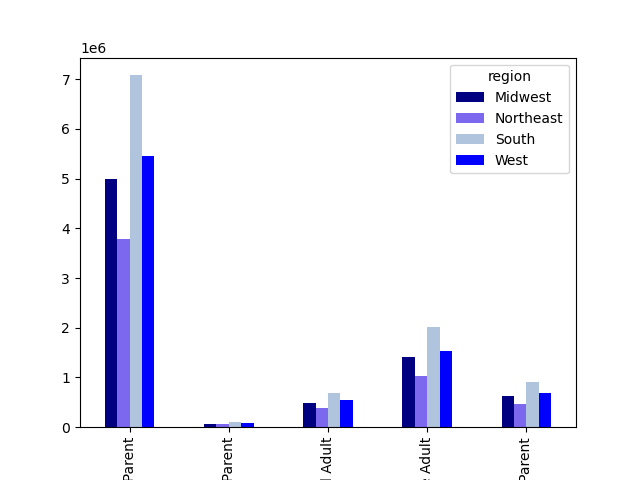 1e6
7
6
5
4
3
2
1
0
region
Midwest
Northeast
South
West
Parent
Parent
Adult
Adult
Parent